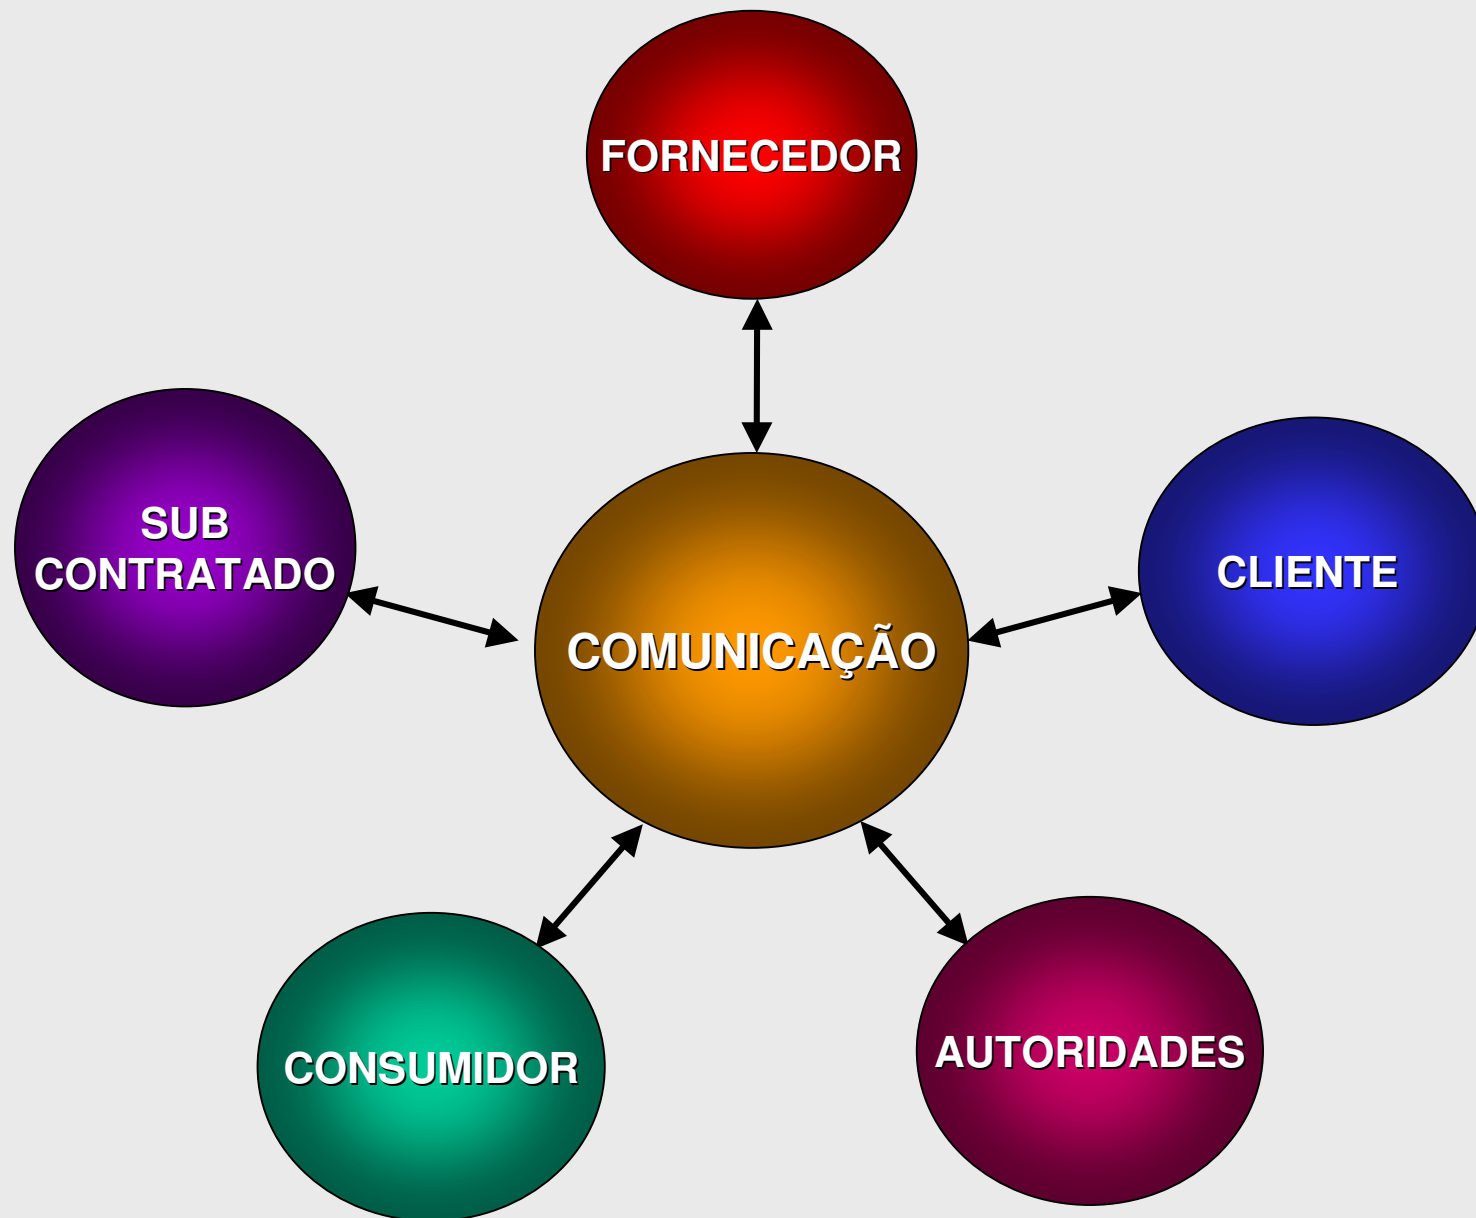 FORNECEDOR
SUB
CONTRATADO
CLIENTE
COMUNICAÇÃO
CONSUMIDOR
AUTORIDADES